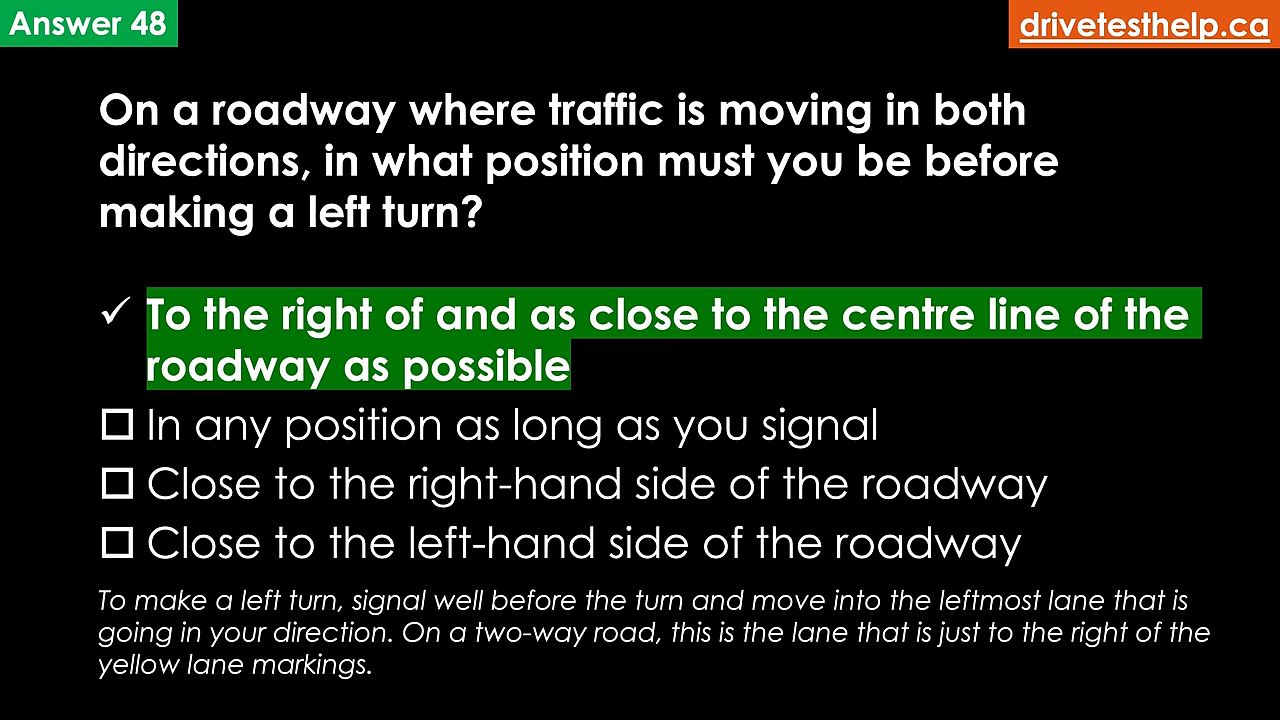 Answer 48
drivetesthelp.ca
On a roadway where traffic is moving in both
directions, in what position must you be before
making a left turn?
✓ To the right of and as close to the centre line of the
roadway as possible
☐ In any position as long as you signal
☐ Close to the right-hand side of the roadway
☐ Close to the left-hand side of the roadway
To make a left turn, signal well before the turn and move into the leftmost lane that is
going in your direction. On a two-way road, this is the lane that is just to the right of the
yellow lane markings.